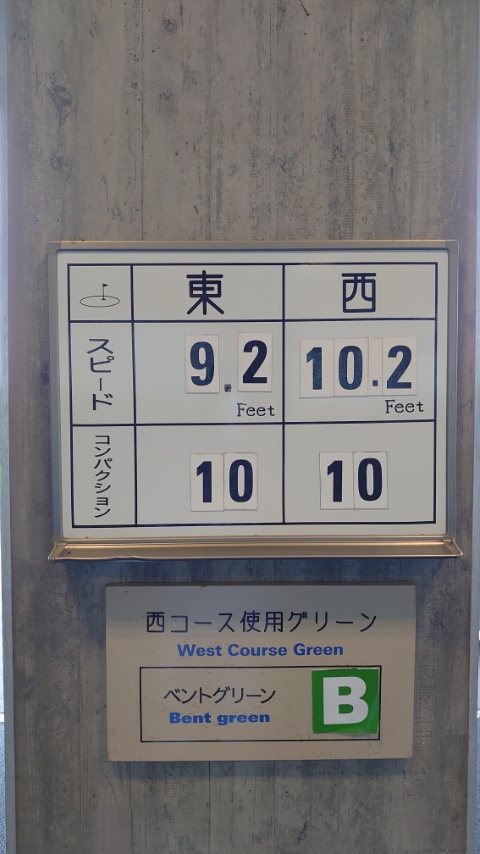 東 西
スピード 9.2 Feet 10.2 Feet
コンパクション 10 10
西コース使用グリーン
West Course Green
ベントグリーン
Bent green
B